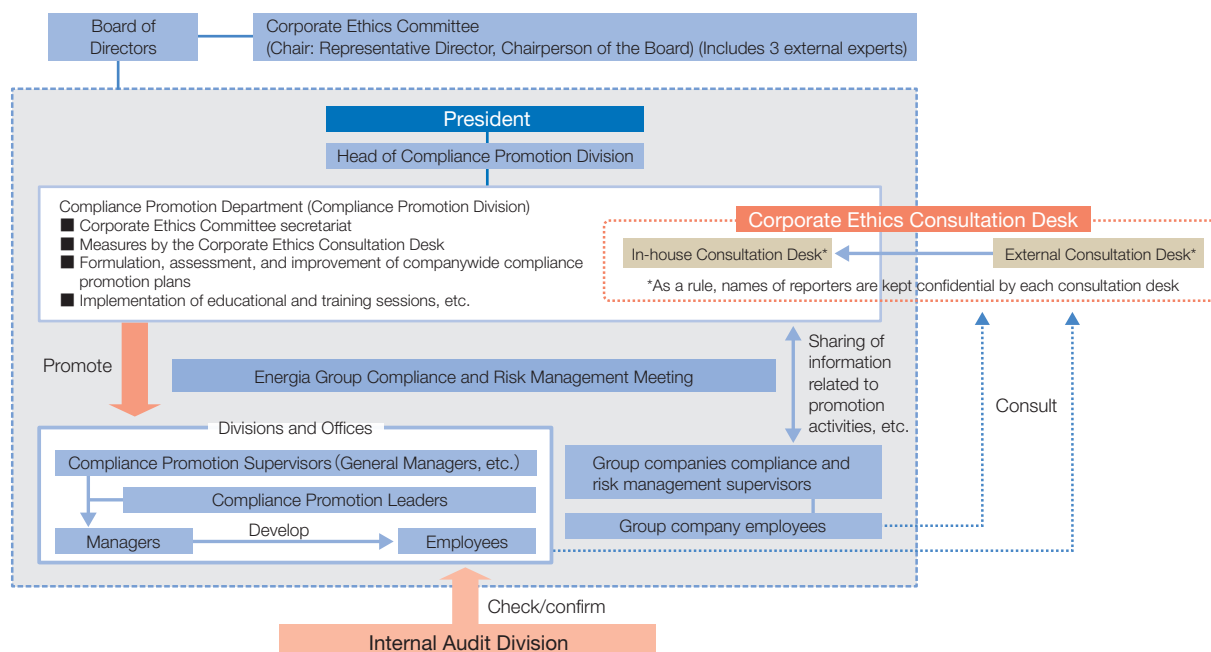 Board of
Directors
Corporate Ethics Committee
(Chair: Representative Director, Chairperson of the Board) (Includes 3 external experts)
President
Head of Compliance Promotion Division
Compliance Promotion Department (Compliance Promotion Division)
■ Corporate Ethics Committee secretariat
■ Measures by the Corporate Ethics Consultation Desk
■ Formulation, assessment, and improvement of companywide compliance
promotion plans
■ Implementation of educational and training sessions, etc.
Corporate Ethics Consultation Desk
In-house Consultation Desk*
External Consultation Desk*
*As a rule, names of reporters are kept confidential by each consultation desk
Promote
Energia Group Compliance and Risk Management Meeting
Sharing of
information
related to
promotion
activities, etc.
Consult
Divisions and Offices
Compliance Promotion Supervisors (General Managers, etc.)
Compliance Promotion Leaders
Managers
Develop
Employees
Group companies compliance and
risk management supervisors
Group company employees
Check/confirm
Internal Audit Division